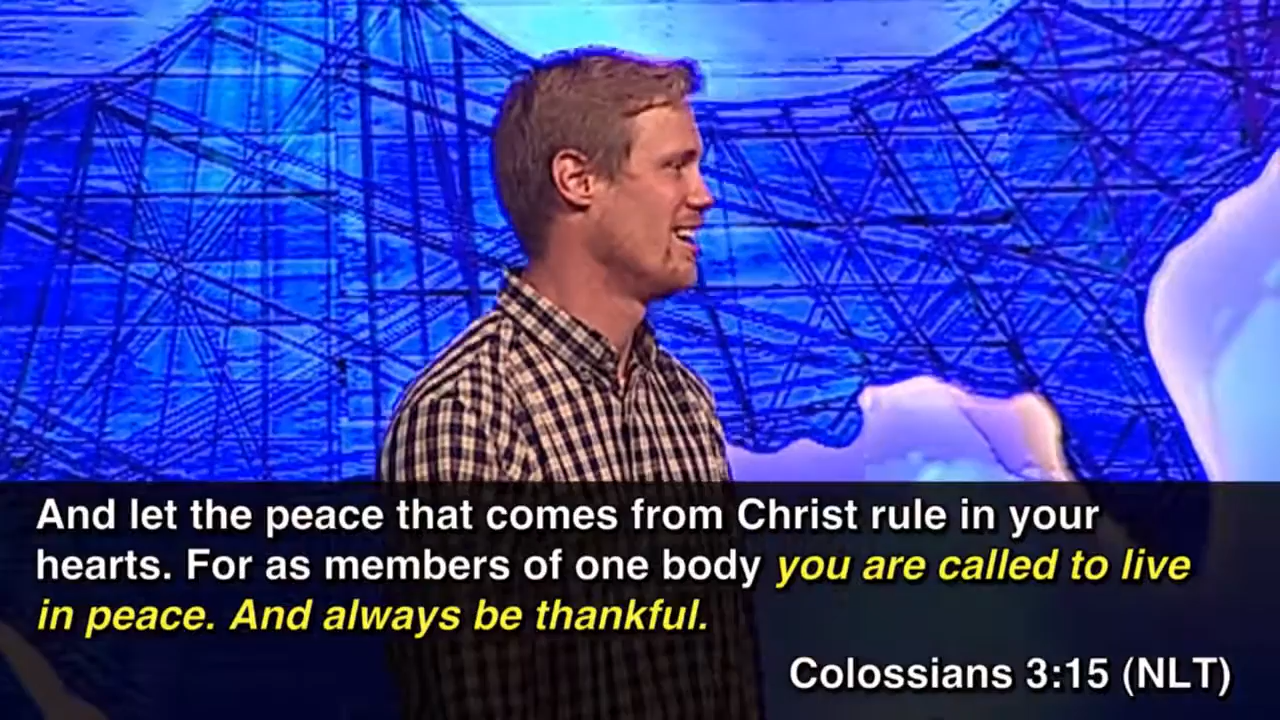 And let the peace that comes from Christ rule in your
hearts. For as members of one body you are called to live
in peace. And always be thankful.
Colossians 3:15 (NLT)